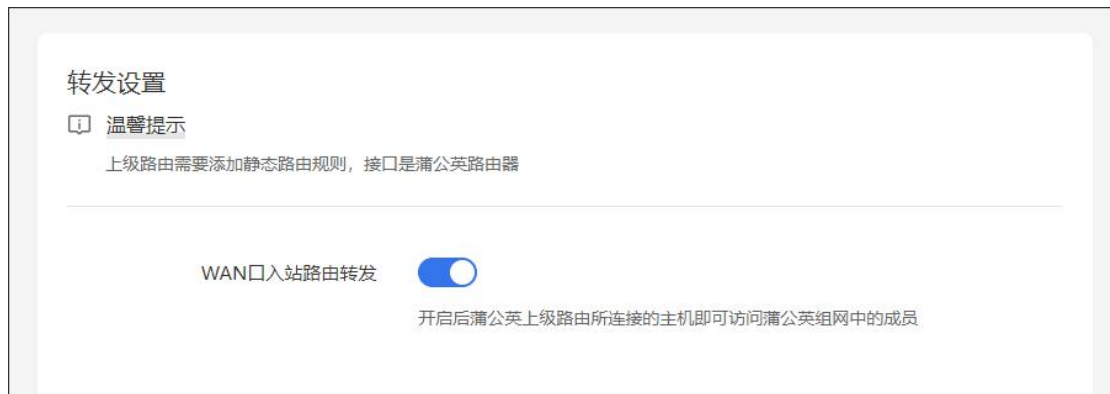 转发设置
温馨提示
上级路由需要添加静态路由规则，接口是蒲公英路由器
WAN口入站路由转发
开启后蒲公英上级路由所连接的主机即可访问蒲公英组网中的成员